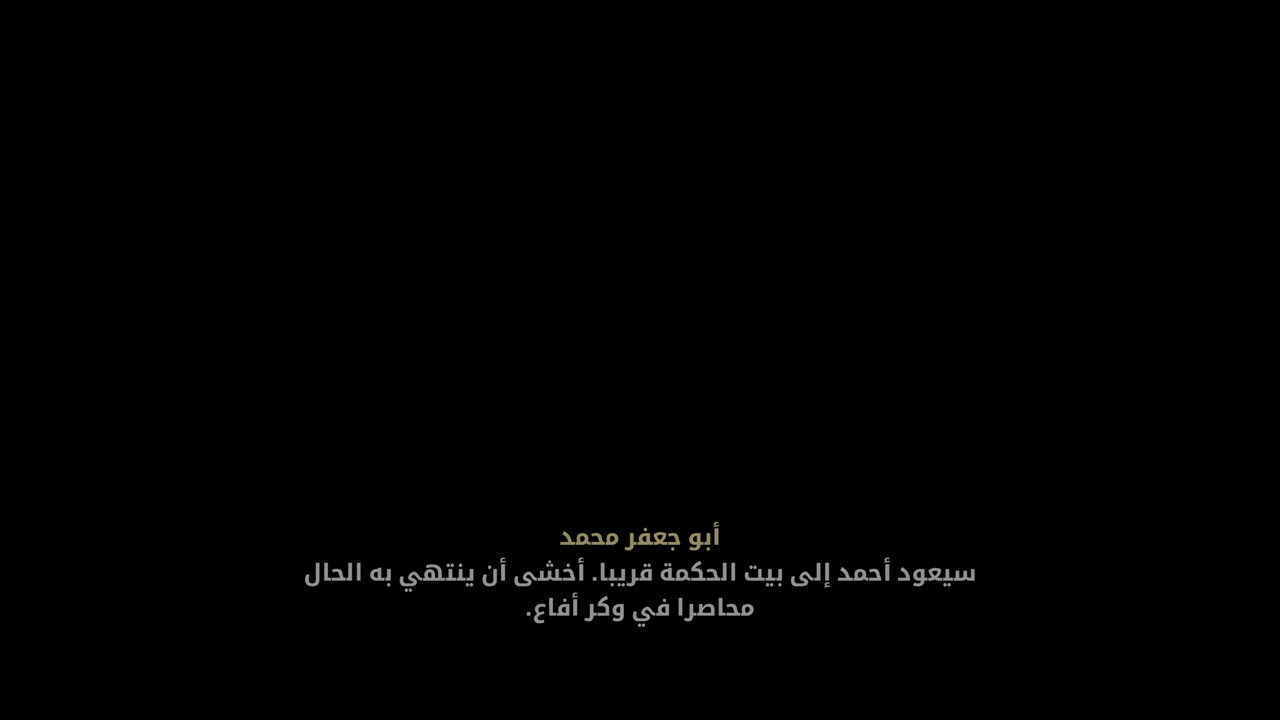 أبو جعفر محمد
سيعود أحمد إلى بيت الحكمة قريبا. أخشى أن ينتهي به الحال
محاصرا في وكر أفاع.